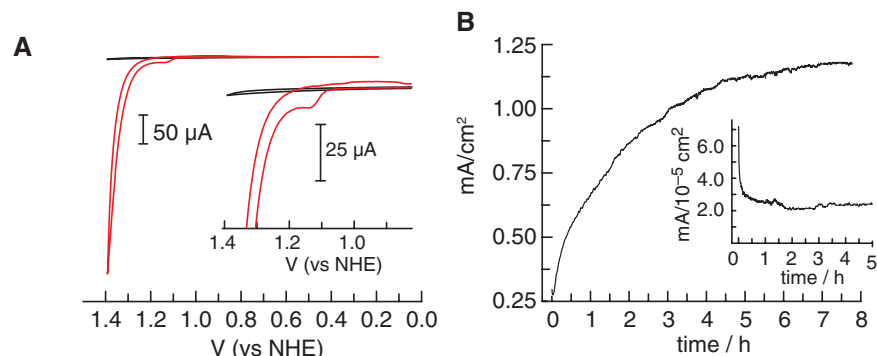 A
50 µA
25 µA
1.4 1.2 1.0
V (vs NHE)
1.4 1.2 1.0 0.8 0.6 0.4 0.2 0.0
V (vs NHE)
B
1.25
1.00
0.75
0.50
0.25
mA/cm²
0 1 2 3 4 5 6 7 8
time / h
6.0
4.0
2.0
mA/10⁻⁵ cm²
0 1 2 3 4 5
time / h